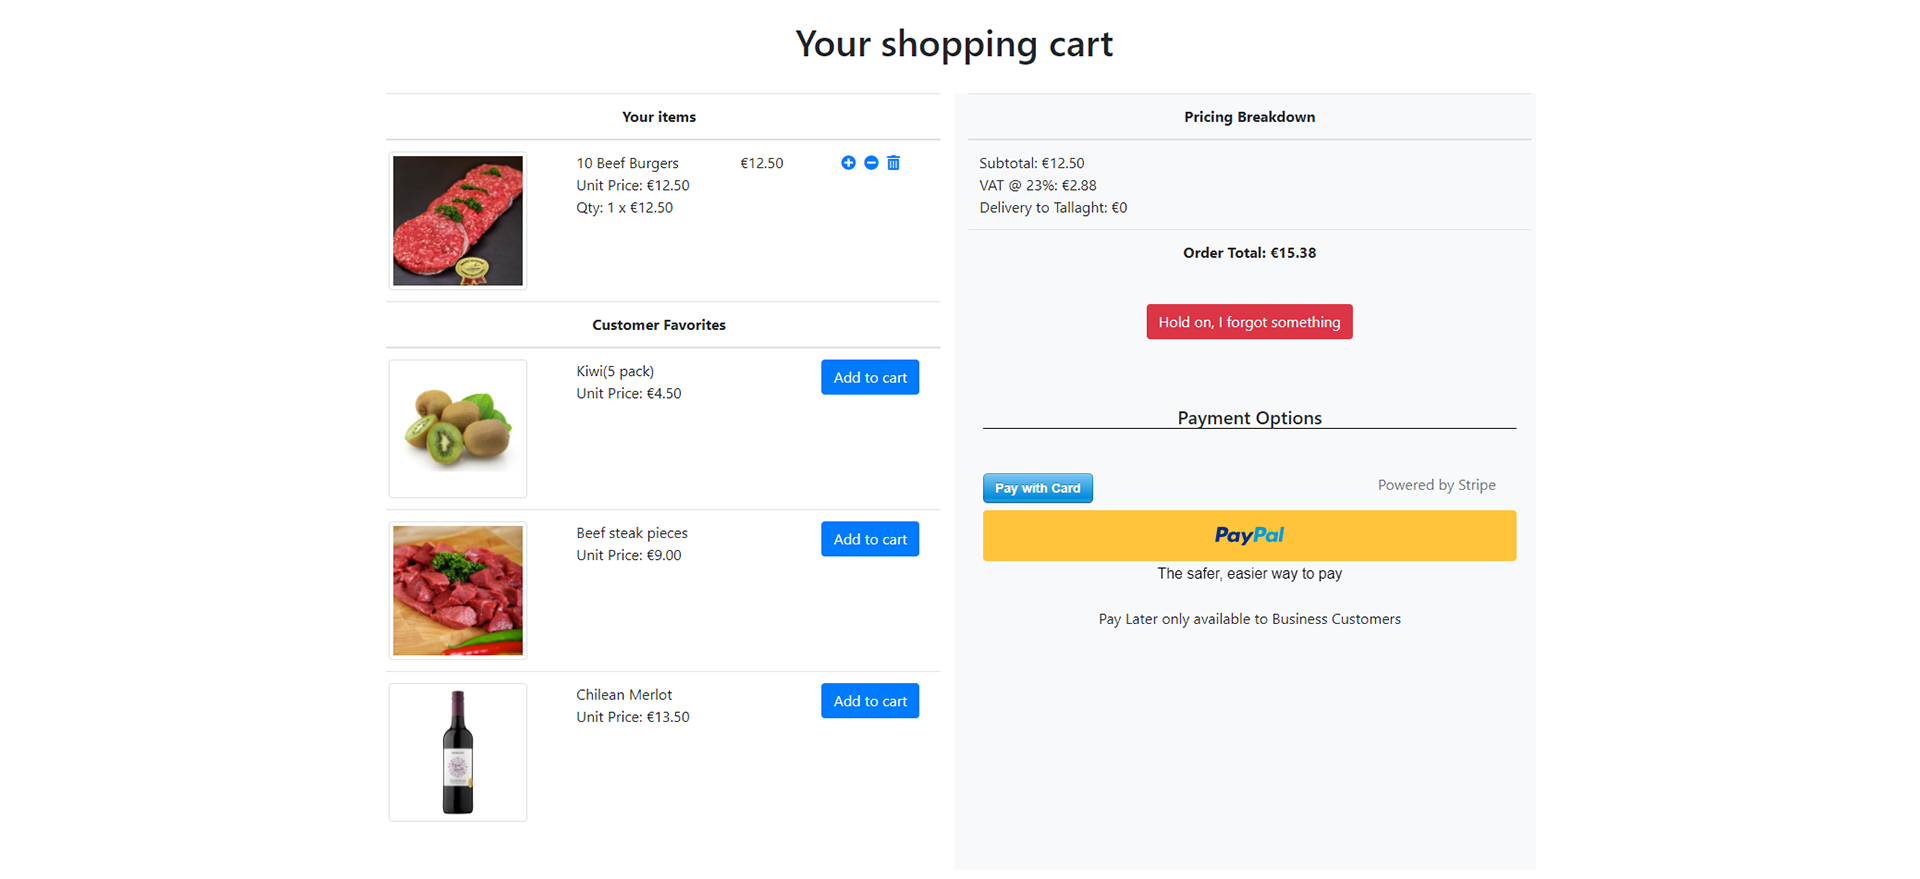 Your shopping cart
Your items
10 Beef Burgers
€12.50
Unit Price: €12.50
Qty: 1 x €12.50
Customer Favorites
Kiwi(5 pack)
Unit Price: €4.50
Add to cart
Beef steak pieces
Unit Price: €9.00
Add to cart
Chilean Merlot
Unit Price: €13.50
Add to cart
Pricing Breakdown
Subtotal: €12.50
VAT @ 23%: €2.88
Delivery to Tallaght: €0
Order Total: €15.38
Hold on, I forgot something
Payment Options
Pay with Card
Powered by Stripe
PayPal
The safer, easier way to pay
Pay Later only available to Business Customers